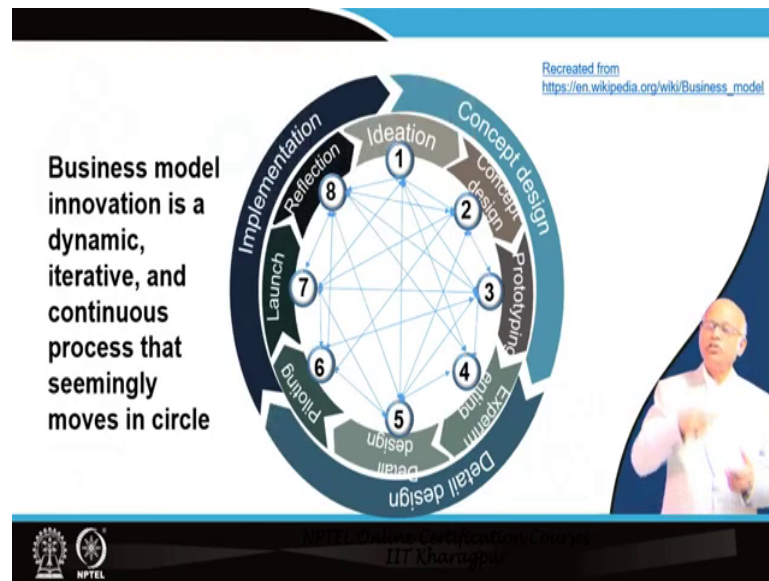 Recreated from
https://en.wikipedia.org/wiki/Business_model
Business model
innovation is a
dynamic,
iterative, and
continuous
process that
seemingly
moves in circle
Implementation
Concept design
Detail design
Ideation
Concept
design
Prototyping
Experim
enting
Detail
design
Piloting
Launch
Reflection
1
2
3
4
5
6
7
8
NPTEL
NPTEL Online Certification Courses
IIT Kharagpur